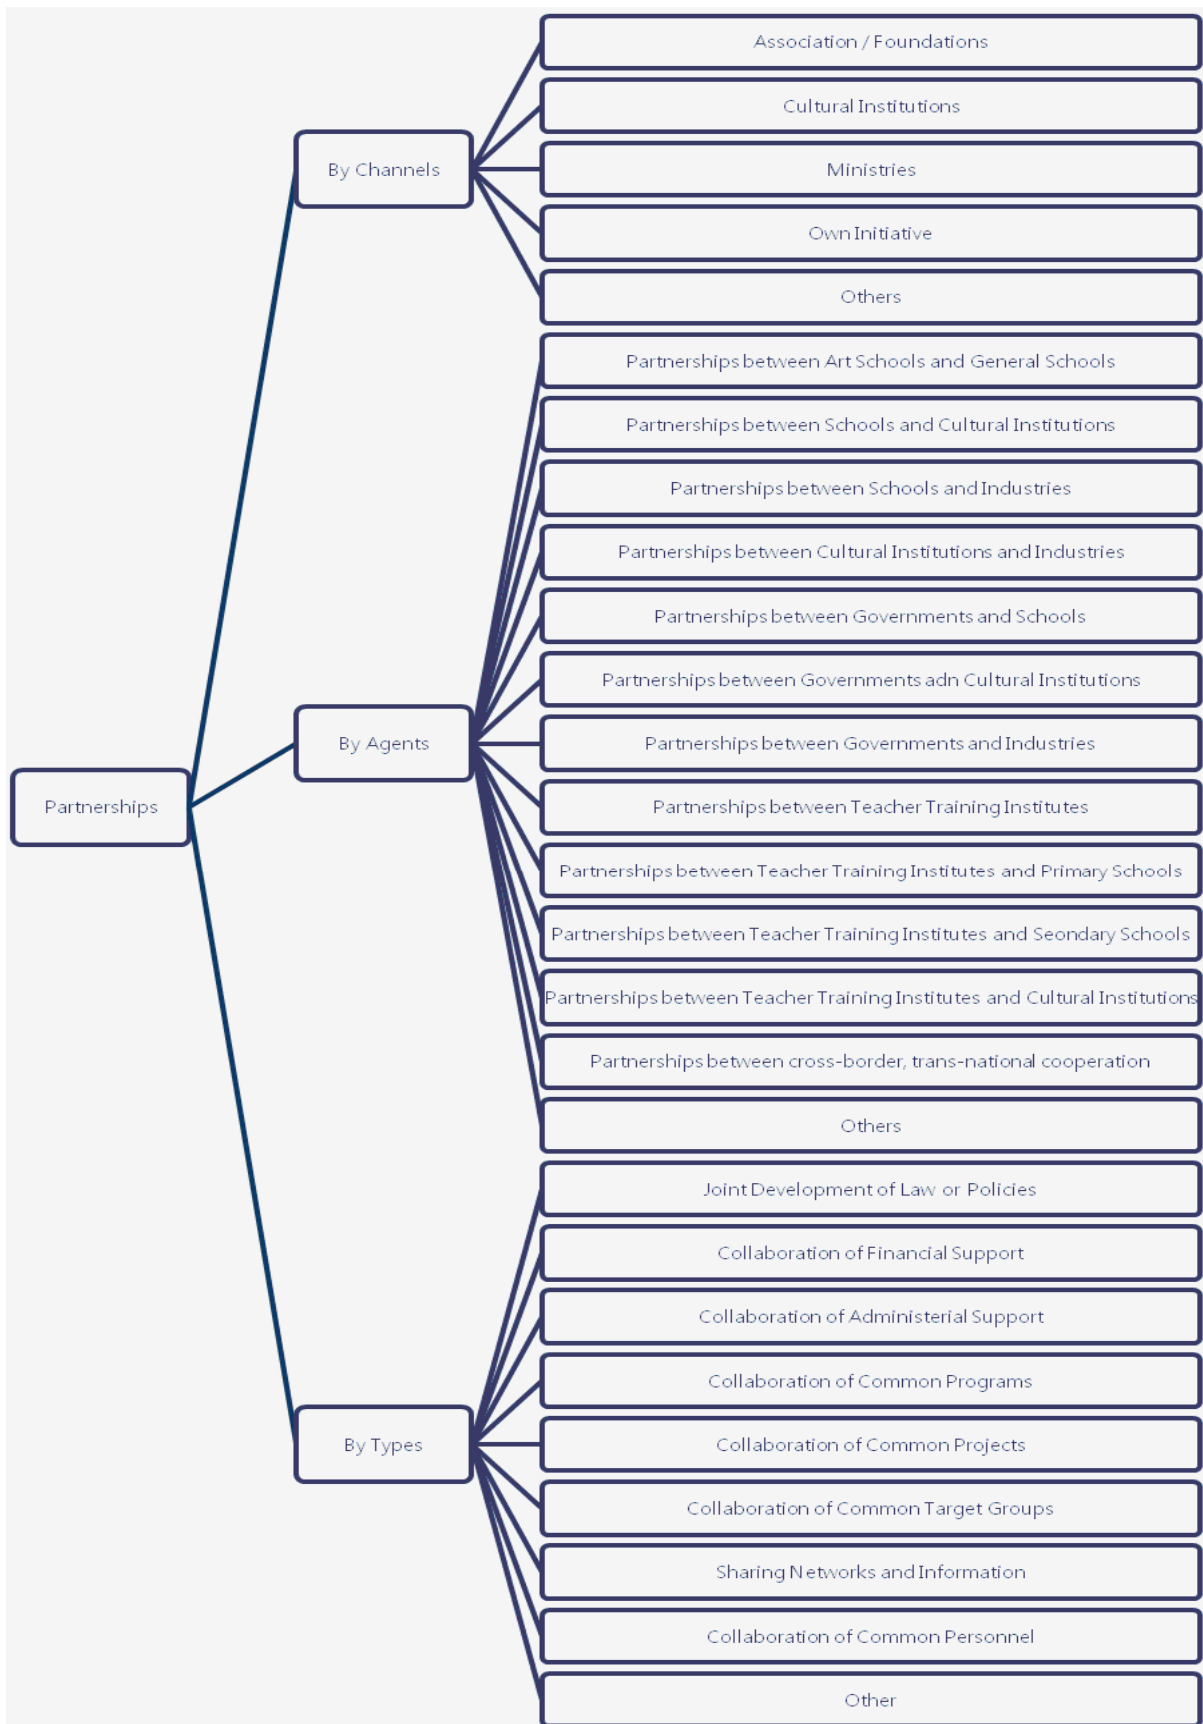 Association / Foundations
Cultural Institutions
By Channels
Ministries
Own Initiative
Others
Partnerships between Art Schools and General Schools
Partnerships between Schools and Cultural Institutions
Partnerships between Schools and Industries
Partnerships between Cultural Institutions and Industries
Partnerships between Governments and Schools
Partnerships between Governments adn Cultural Institutions
By Agents
Partnerships between Governments and Industries
Partnerships
Partnerships between Teacher Training Institutes
Partnerships between Teacher Training Institutes and Primary Schools
Partnerships between Teacher Training Institutes and Seondary Schools
Partnerships between Teacher Training Institutes and Cultural Institutions
Partnerships between cross-border, trans-national cooperation
Others
Joint Development of Law or Policies
Collaboration of Financial Support
Collaboration of Administerial Support
Collaboration of Common Programs
By Types
Collaboration of Common Projects
Collaboration of Common Target Groups
Sharing Networks and Information
Collaboration of Common Personnel
Other